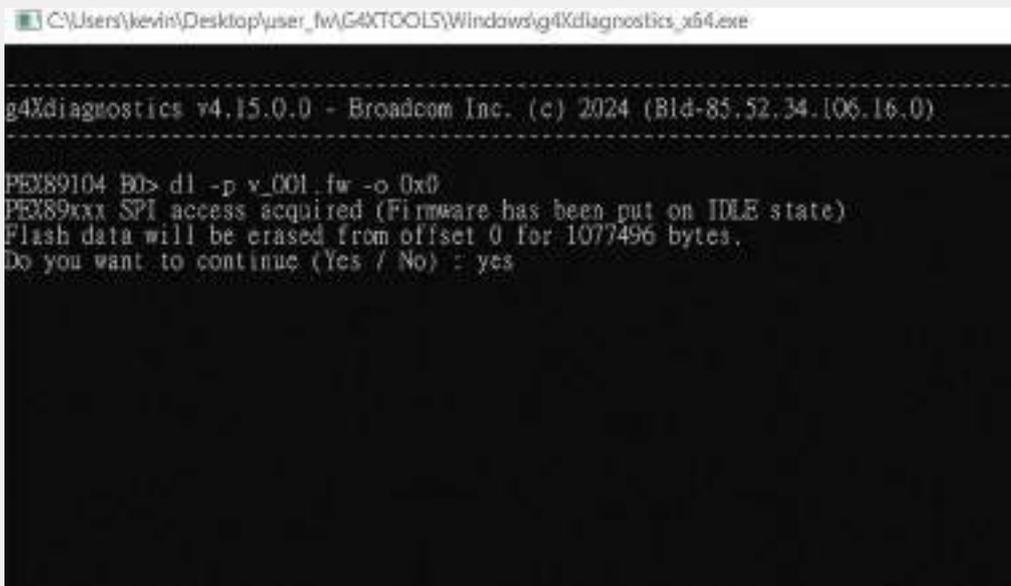 C:\Users\kevin\Desktop\user_fw\G4XTOOLS\Windows\g4Xdiagnostics_x64.exe
--------------------------------------------------------------------------------
g4Xdiagnostics v4.15.0.0 - Broadcom Inc. (c) 2024 (Bld-85.52.34.106.16.0)
--------------------------------------------------------------------------------
PEX89104 B0> dl -p v_001.fw -o 0x0
PEX89xxx SPI access acquired (Firmware has been put on IDLE state)
Flash data will be erased from offset 0 for 1077496 bytes.
Do you want to continue (Yes / No) : yes